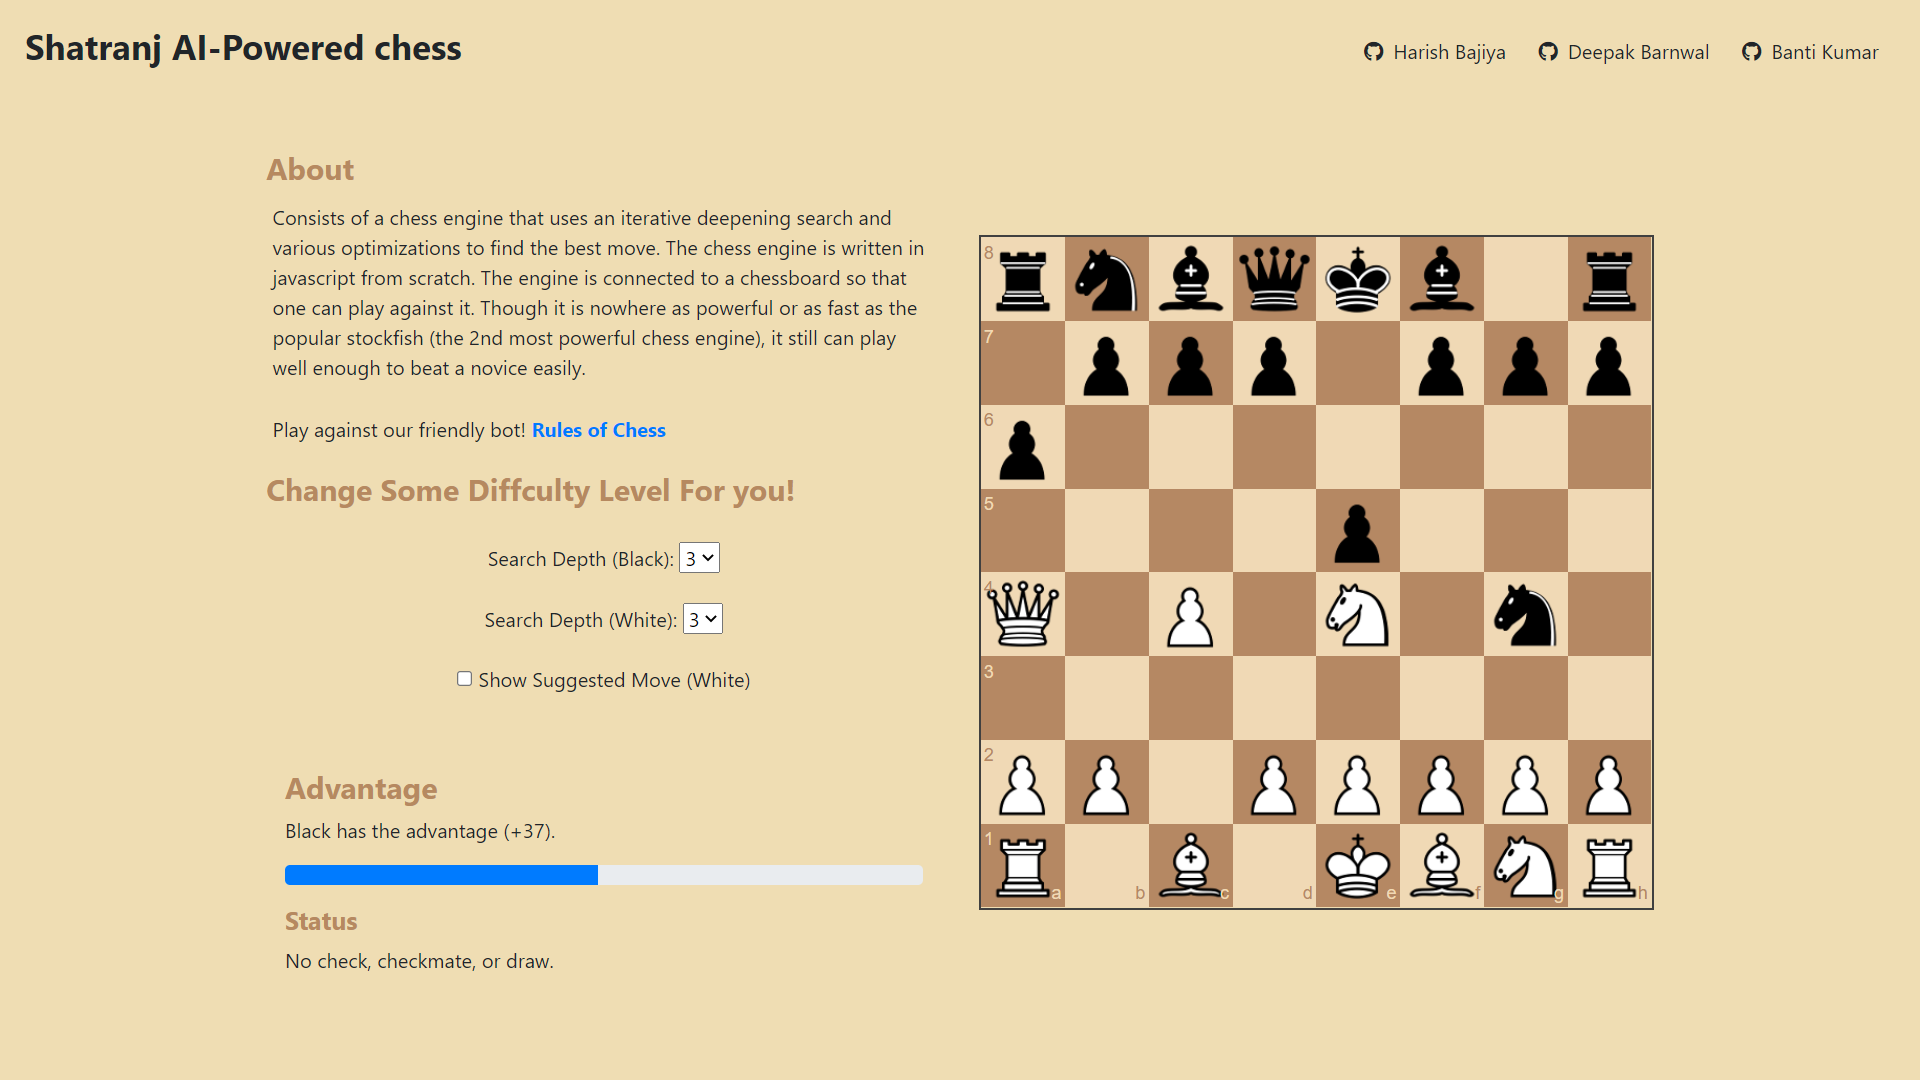 Shatranj AI-Powered chess
Harish Bajiya
Deepak Barnwal
Banti Kumar
About
Consists of a chess engine that uses an iterative deepening search and
various optimizations to find the best move. The chess engine is written in
javascript from scratch. The engine is connected to a chessboard so that
one can play against it. Though it is nowhere as powerful or as fast as the
popular stockfish (the 2nd most powerful chess engine), it still can play
well enough to beat a novice easily.
Play against our friendly bot! Rules of Chess
Change Some Diffculty Level For you!
Search Depth (Black): 3
Search Depth (White): 3
Show Suggested Move (White)
Advantage
Black has the advantage (+37).
Status
No check, checkmate, or draw.
8
7
6
5
4
3
2
1
a b c d e f g h